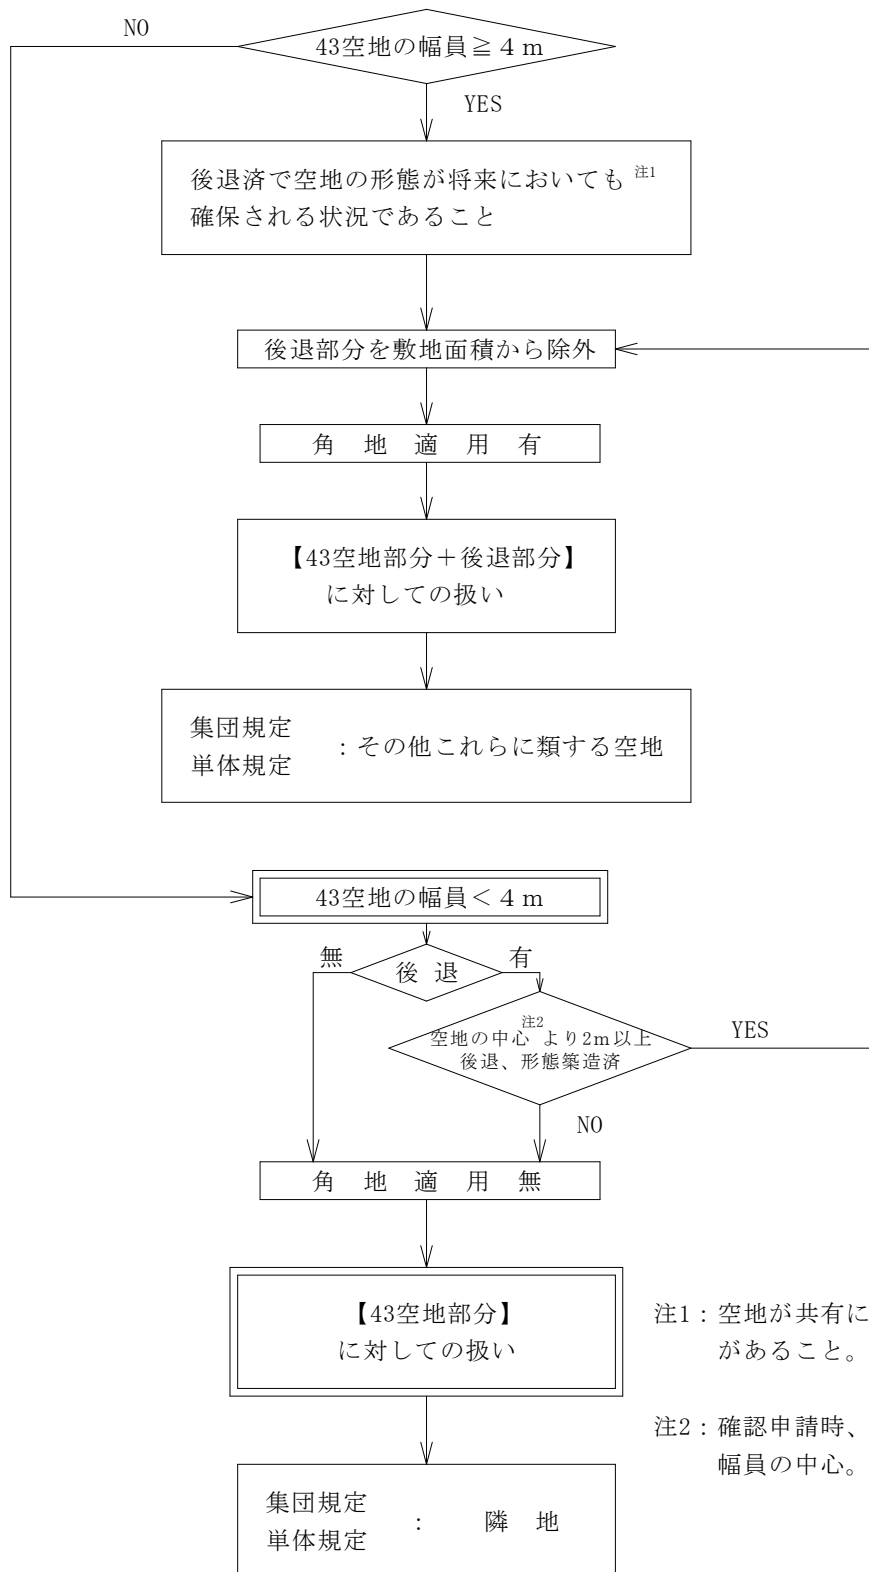 NO
43空地の幅員≧４ｍ
YES
後退済で空地の形態が将来においても 注1
確保される状況であること
後退部分を敷地面積から除外
角　地　適　用　有
【43空地部分＋後退部分】
に対しての扱い
集団規定
単体規定
：その他これらに類する空地
43空地の幅員＜４ｍ
無
後 退
有
注2
空地の中心　より2ｍ以上
後退、形態築造済
YES
NO
角　地　適　用　無
【43空地部分】
に対しての扱い
注1：空地が共有に
があること。
注2：確認申請時、
幅員の中心。
集団規定
単体規定
：　隣　地